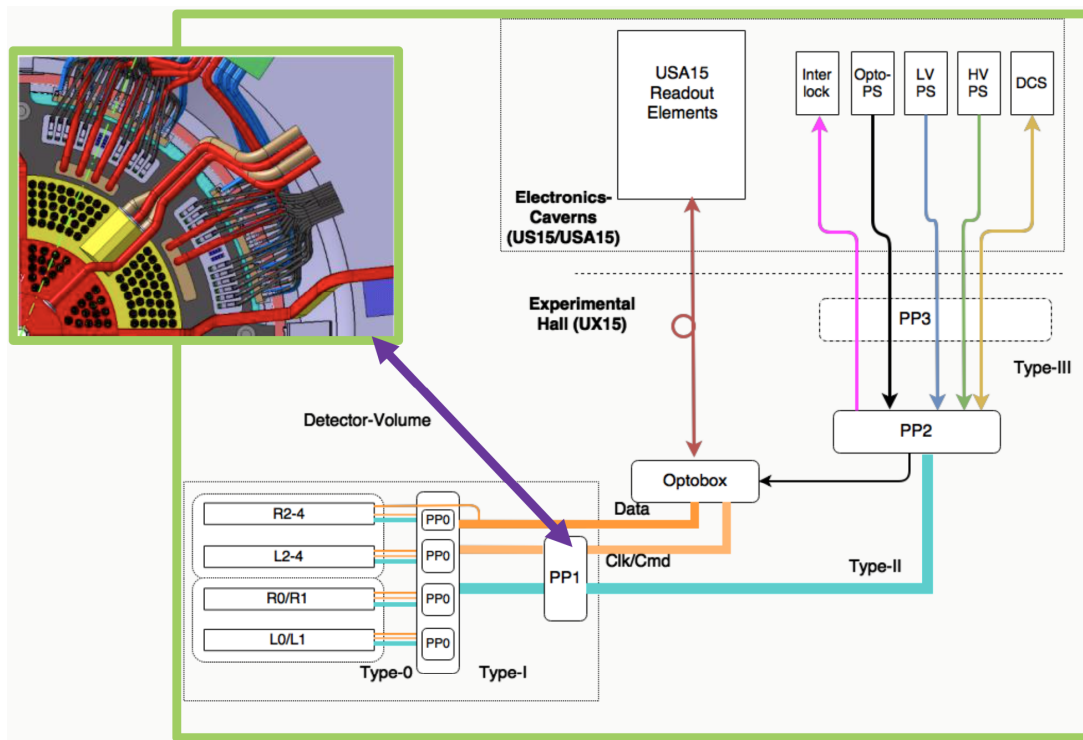 USA15
Readout
Elements
Inter
lock
Opto-
PS
LV
PS
HV
PS
DCS
Electronics-
Caverns
(US15/USA15)
Experimental
Hall (UX15)
PP3
Type-III
Detector-Volume
PP2
Optobox
R2-4
PP0
Data
L2-4
PP0
PP1
Clk/Cmd
Type-II
R0/R1
PP0
L0/L1
PP0
Type-0
Type-I